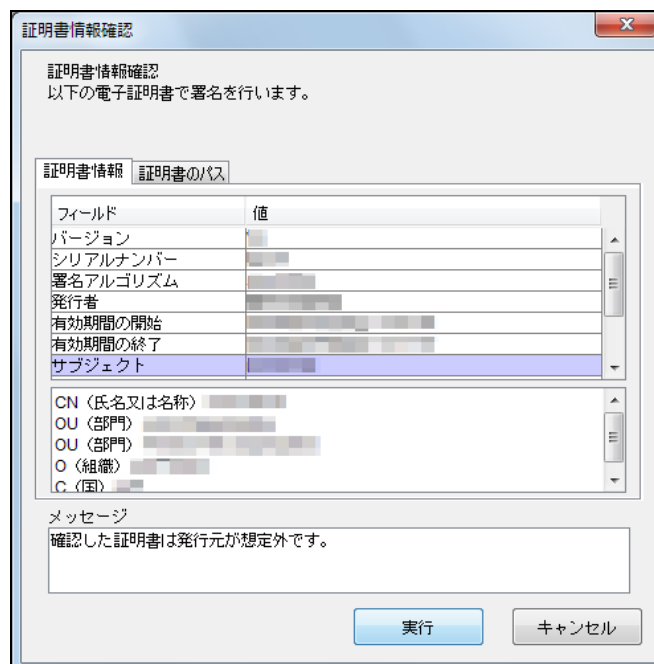 証明書情報確認
証明書情報確認
以下の電子証明書で署名を行います。
証明書情報 証明書のパス
フィールド 値
バージョン
シリアルナンバー
署名アルゴリズム
発行者
有効期間の開始
有効期間の終了
サブジェクト
CN（氏名又は名称）
OU（部門）
OU（部門）
O（組織）
C（国）
メッセージ
確認した証明書は発行元が想定外です。
実行 キャンセル